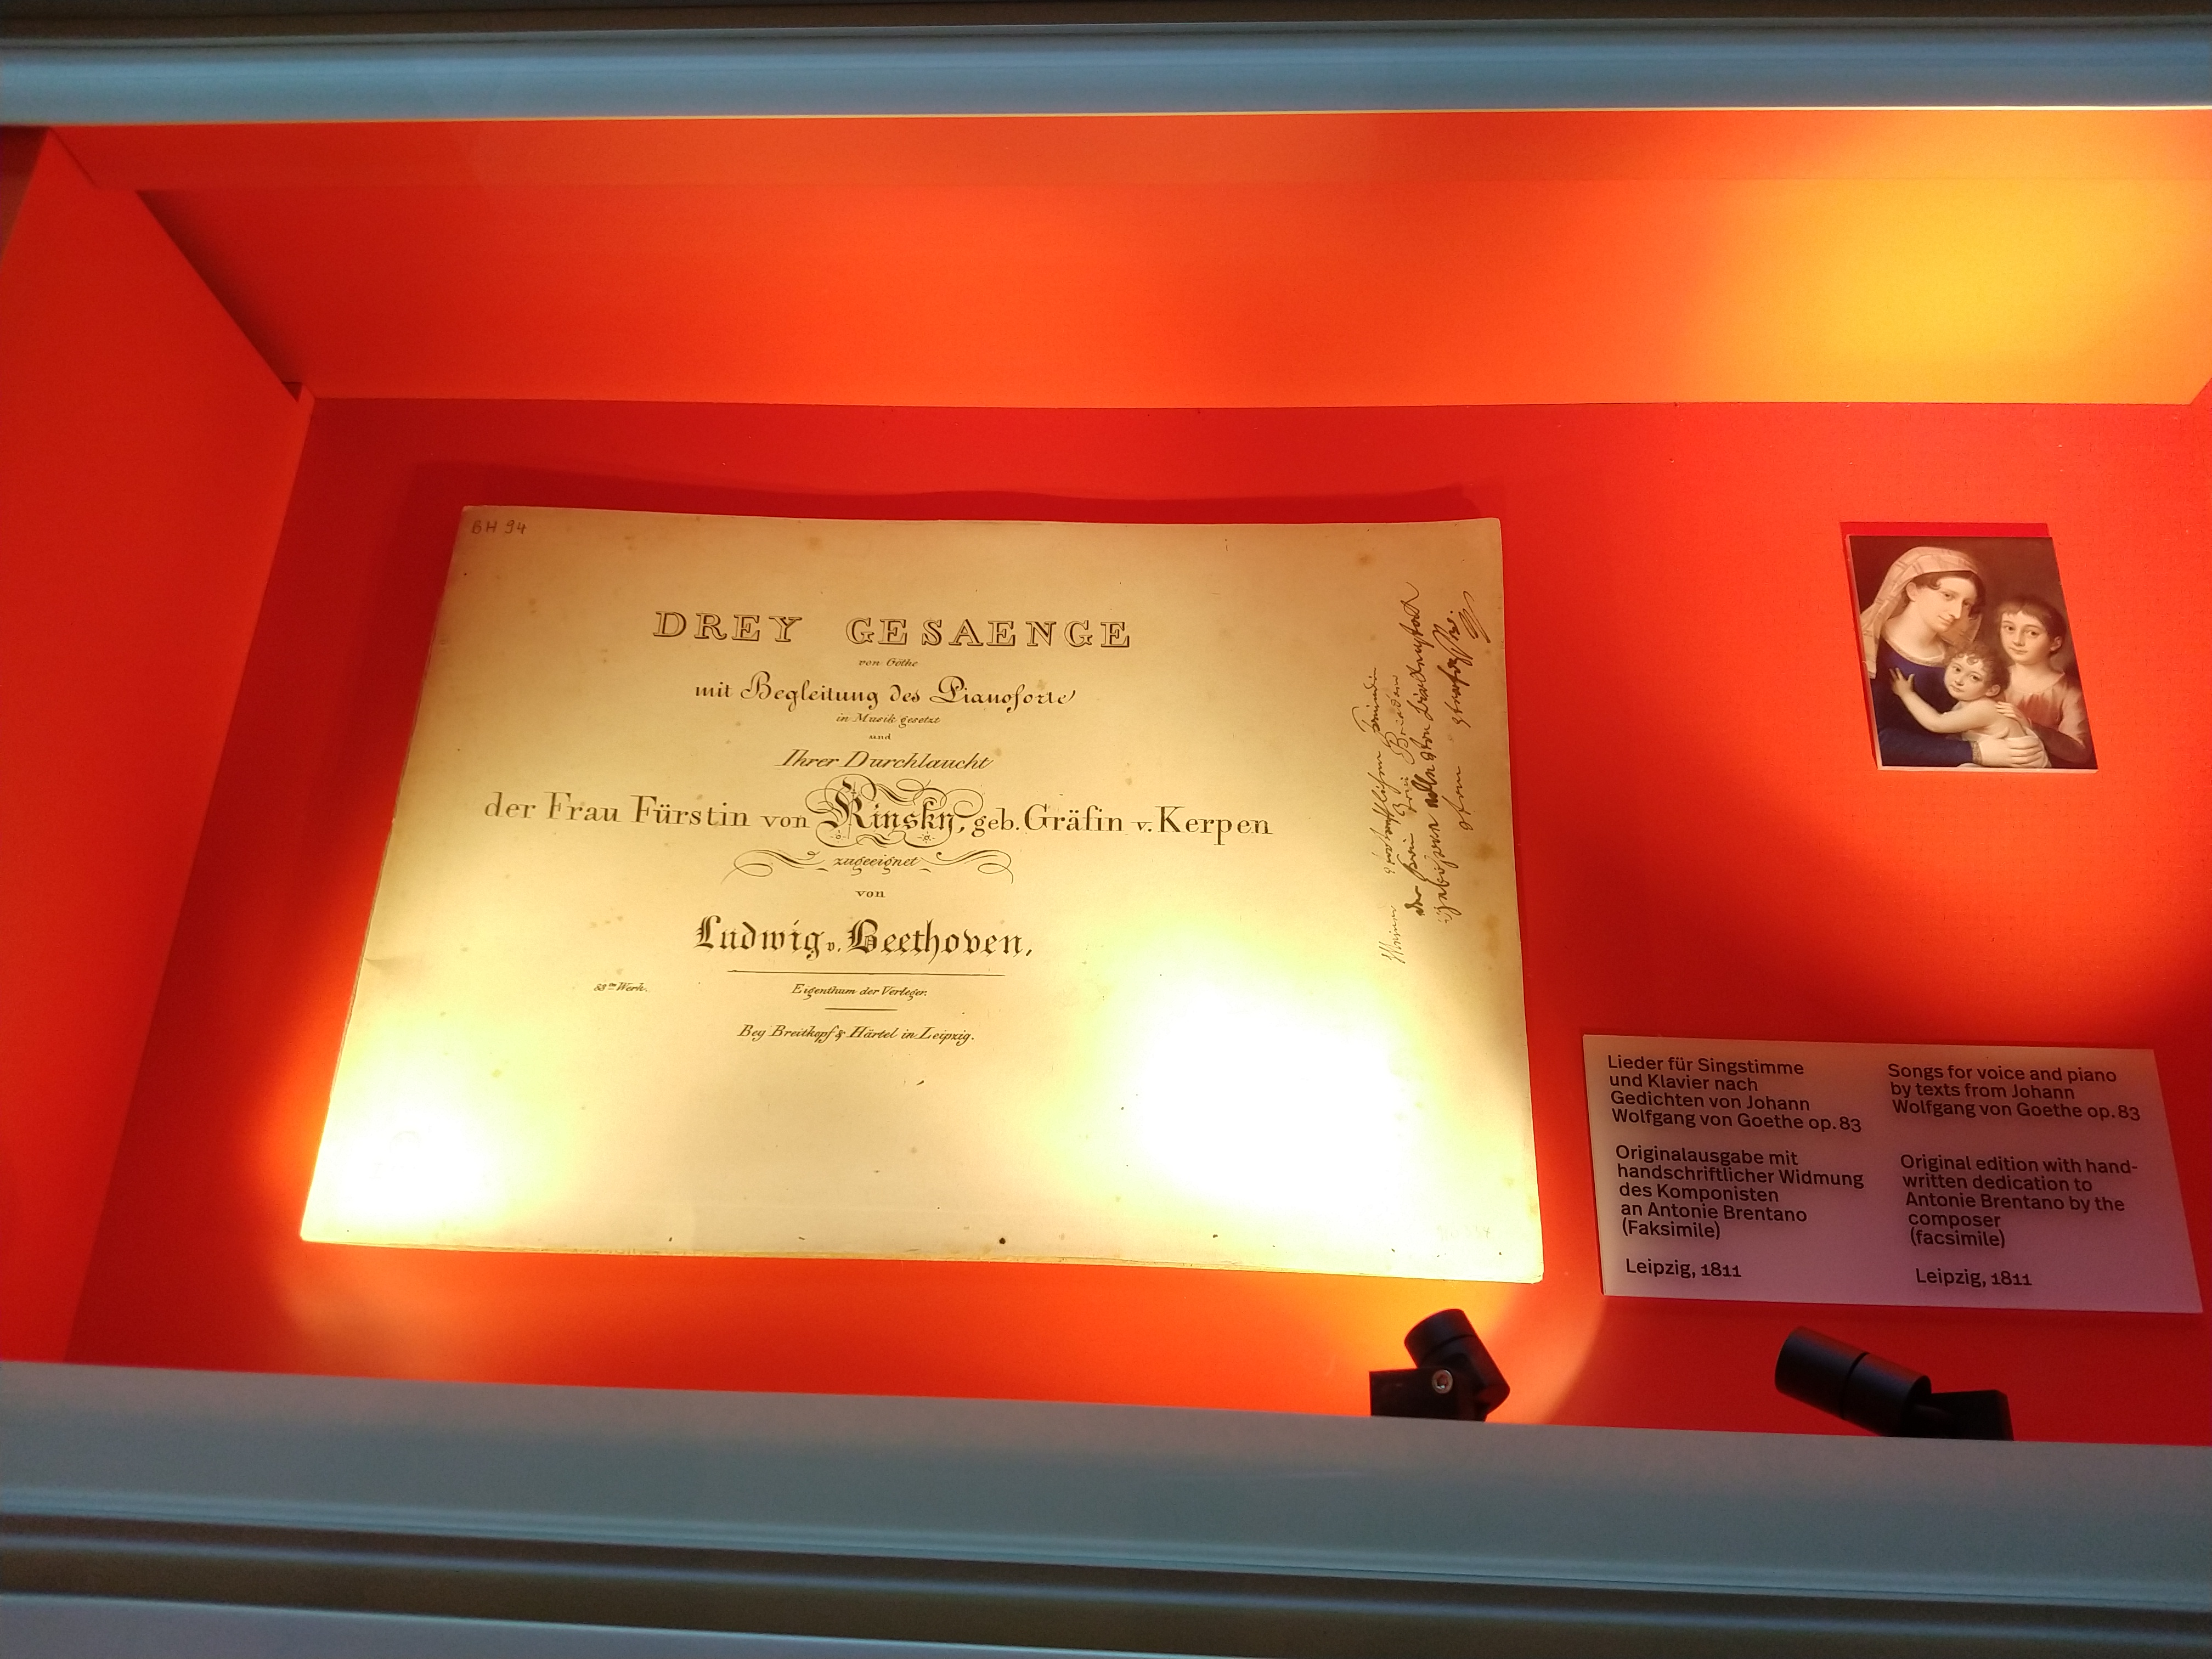 BH 94
DREY GESAENGE
von Göthe
mit Begleitung des Pianoforte
in Musik gesetzt
und
Ihrer Durchlaucht
der Frau Fürstin von Kinsky, geb. Gräfin v. Kerpen
zugeeignet
von
Ludwig v. Beethoven,
83tes Werk.
Eigenthum der Verleger.
Bey Breitkopf & Härtel in Leipzig.
Meiner Freundin
Lieder für Singstimme
und Klavier nach
Gedichten von Johann
Wolfgang von Goethe op. 83
Originalausgabe mit
handschriftlicher Widmung
des Komponisten
an Antonie Brentano
(Faksimile)
Leipzig, 1811
Songs for voice and piano
by texts from Johann
Wolfgang von Goethe op. 83
Original edition with hand-
written dedication to
Antonie Brentano by the
composer
(facsimile)
Leipzig, 1811